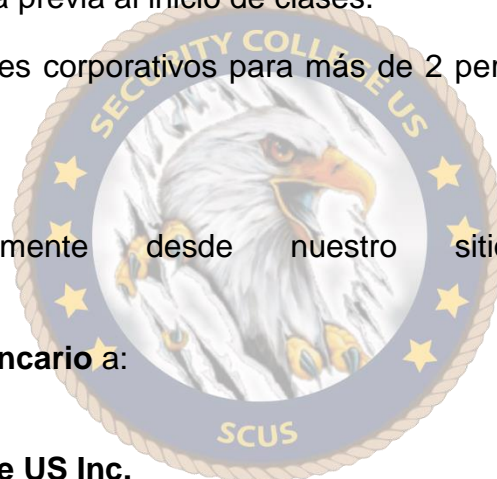 a previa al inicio de clases.
es corporativos para más de 2 per
SECURITY COLLEGE US
mente desde nuestro siti
ncario a:
SCUS
e US Inc.